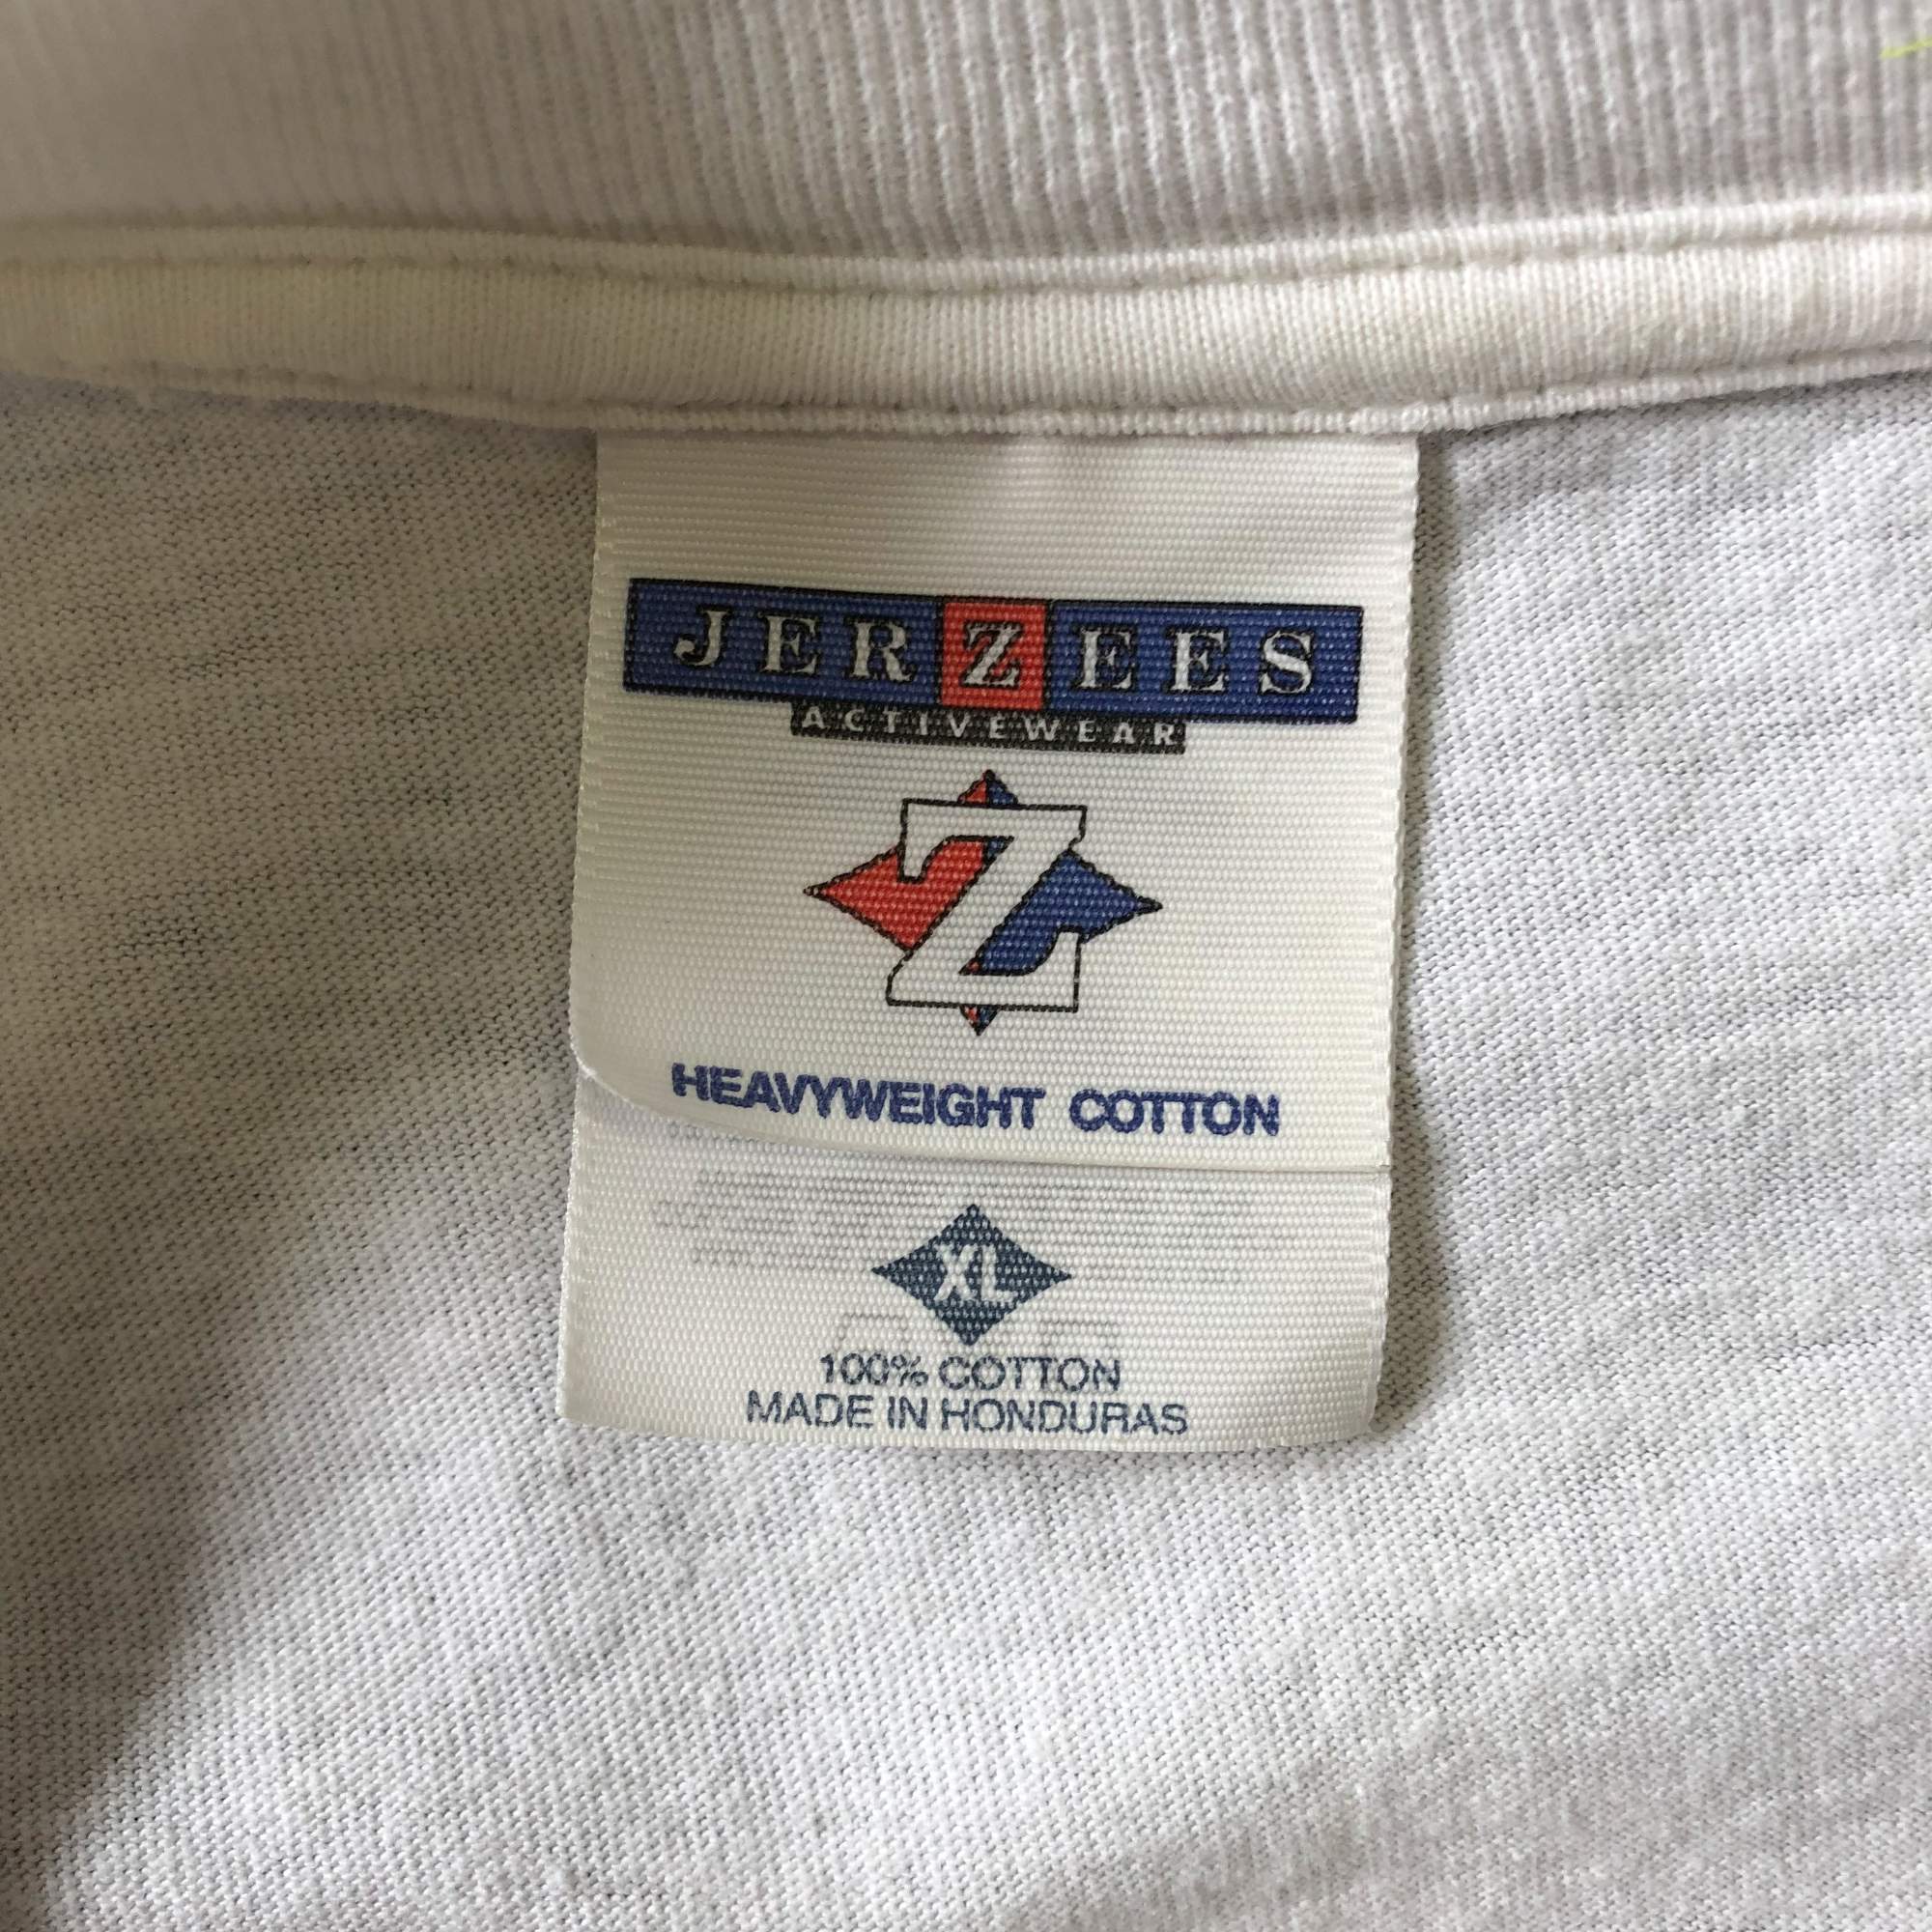 JERZEES
ACTIVEWEAR
Z
HEAVYWEIGHT COTTON
XL
100% COTTON
MADE IN HONDURAS